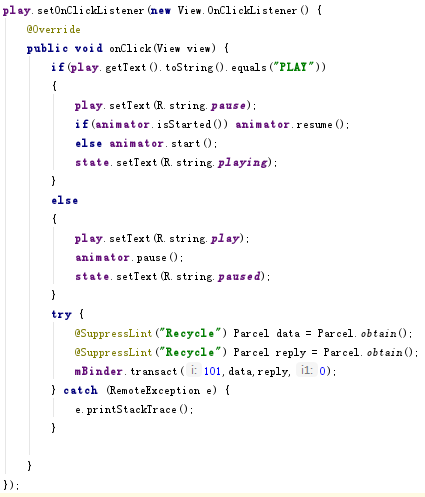 play.setOnClickListener(new View.OnClickListener() {
    @Override
    public void onClick(View view) {
        if(play.getText().toString().equals("PLAY"))
        {
            play.setText(R.string.pause);
            if(animator.isStarted()) animator.resume();
            else animator.start();
            state.setText(R.string.playing);
        }
        else
        {
            play.setText(R.string.play);
            animator.pause();
            state.setText(R.string.paused);
        }
        try {
            @SuppressLint("Recycle") Parcel data = Parcel.obtain();
            @SuppressLint("Recycle") Parcel reply = Parcel.obtain();
            mBinder.transact( i: 101,data,reply, i1: 0);
        } catch (RemoteException e) {
            e.printStackTrace();
        }
    }
});